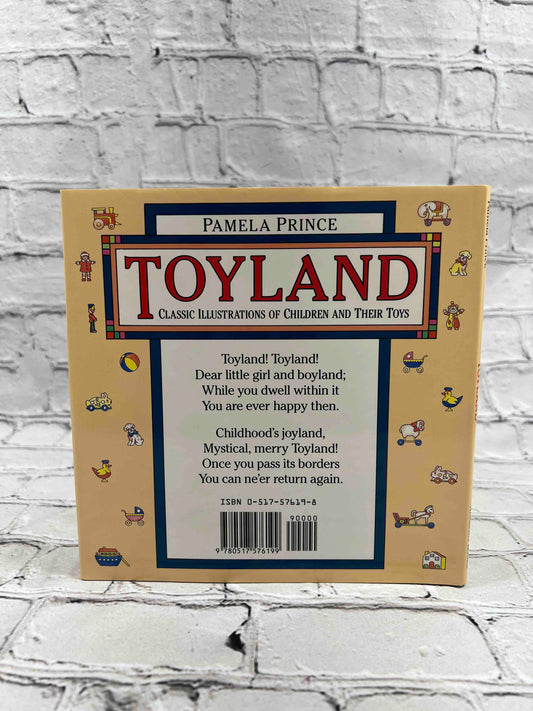 PAMELA PRINCE
TOYLAND
CLASSIC ILLUSTRATIONS OF CHILDREN AND THEIR TOYS
Toyland! Toyland!
Dear little girl and boyland;
While you dwell within it
You are ever happy then.
Childhood's joyland,
Mystical, merry Toyland!
Once you pass its borders
You can ne'er return again.
ISBN 0-517-57619-8
90000
9 780517 576199